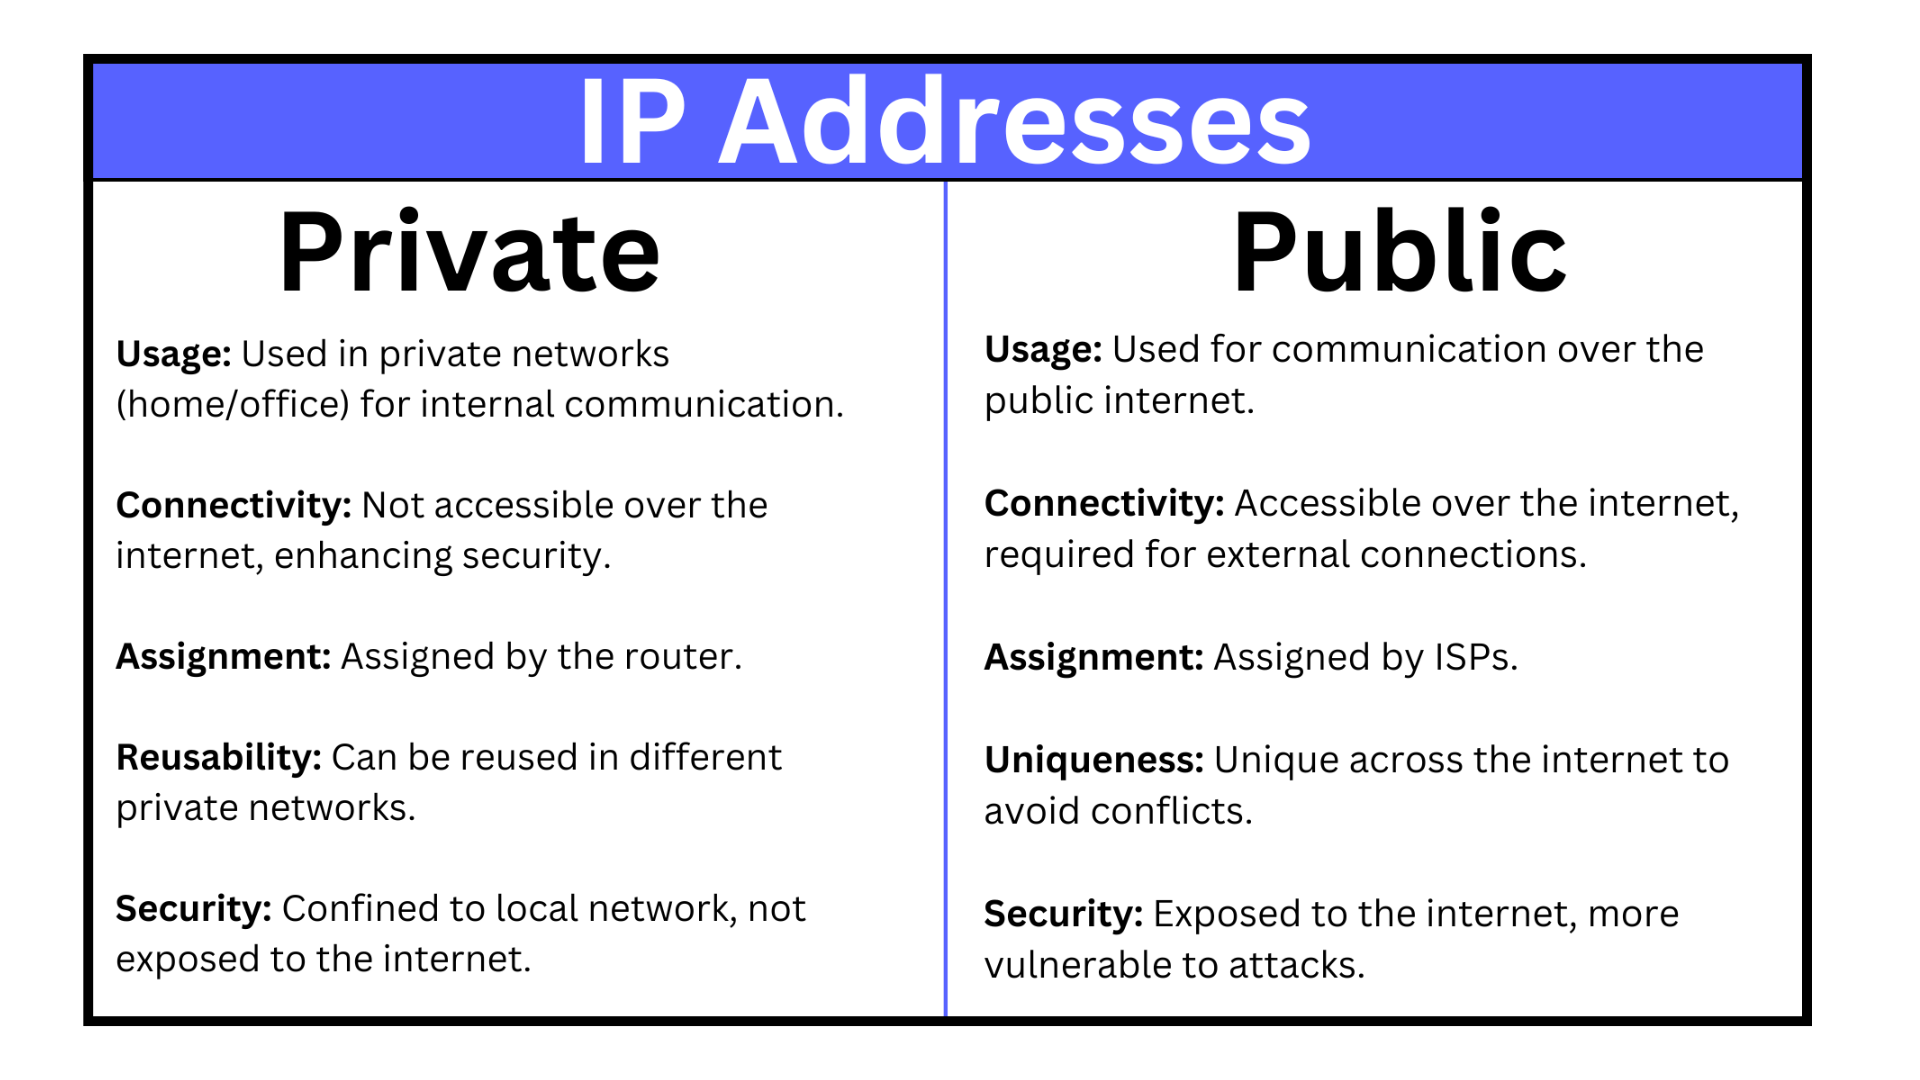 IP Addresses
Private
Usage: Used in private networks
(home/office) for internal communication.
Connectivity: Not accessible over the
internet, enhancing security.
Assignment: Assigned by the router.
Reusability: Can be reused in different
private networks.
Security: Confined to local network, not
exposed to the internet.
Public
Usage: Used for communication over the
public internet.
Connectivity: Accessible over the internet,
required for external connections.
Assignment: Assigned by ISPs.
Uniqueness: Unique across the internet to
avoid conflicts.
Security: Exposed to the internet, more
vulnerable to attacks.